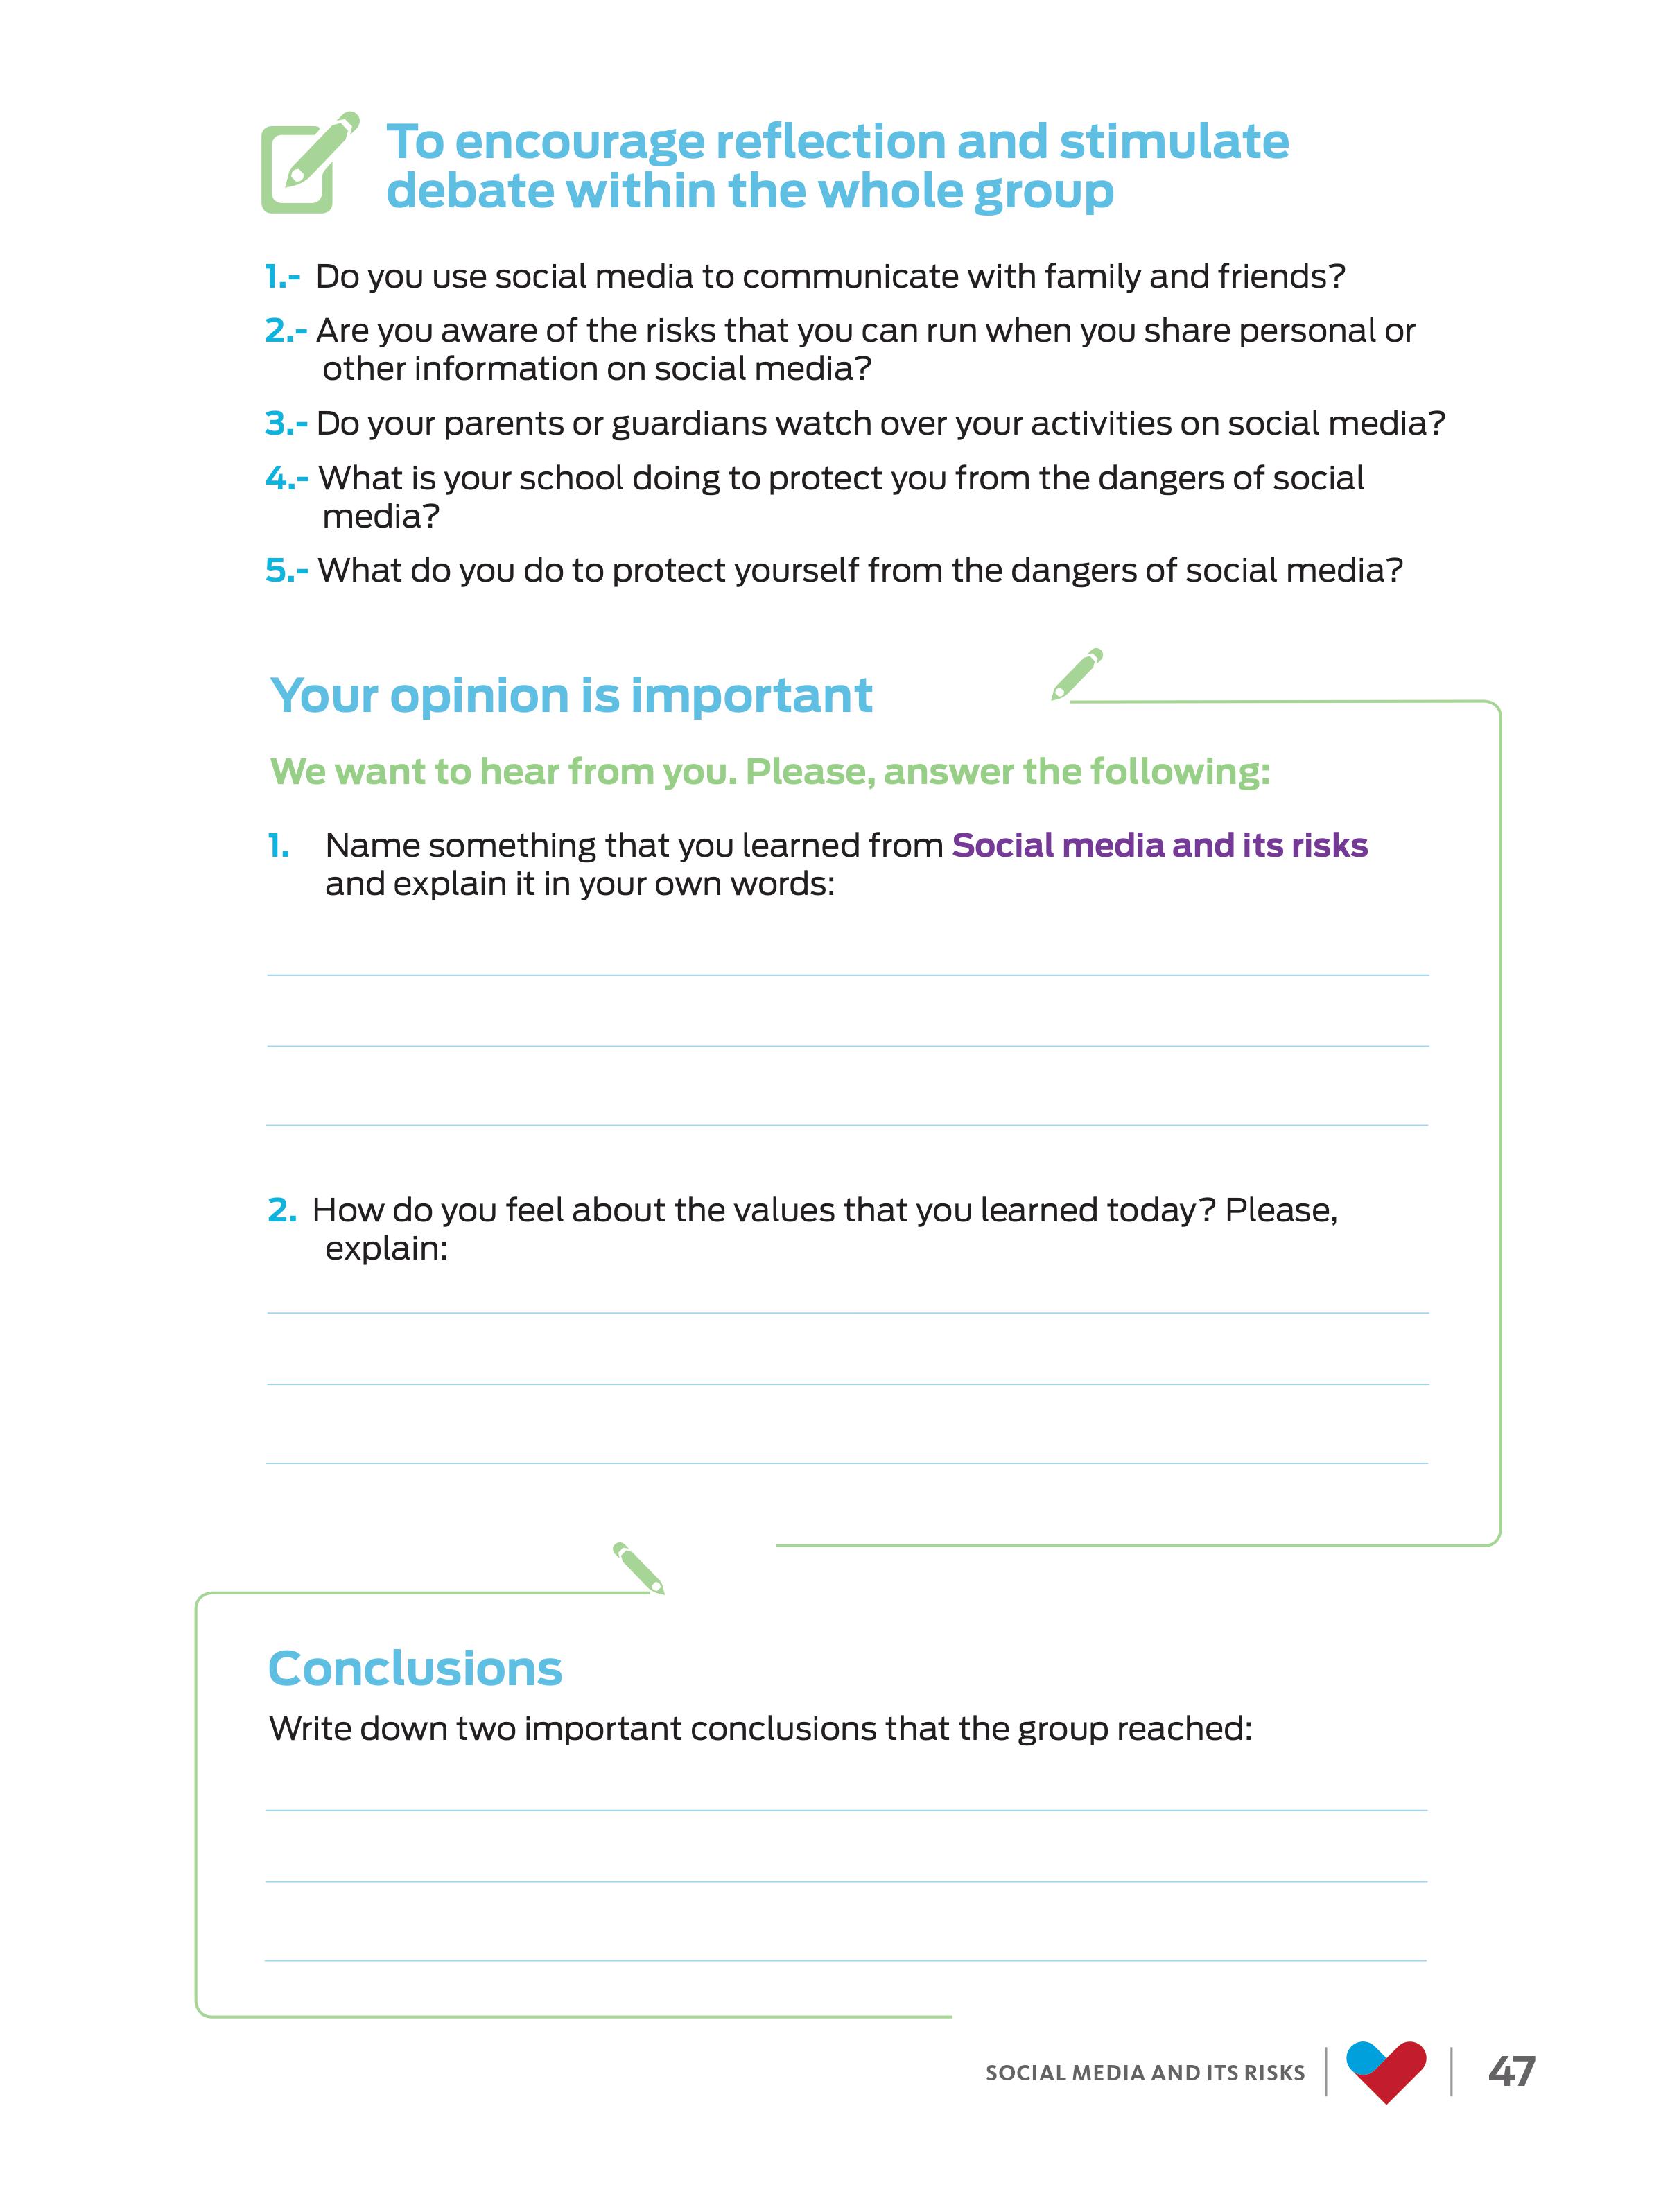 To encourage reflection and stimulate
debate within the whole group
1.- Do you use social media to communicate with family and friends?
2.- Are you aware of the risks that you can run when you share personal or
other information on social media?
3.- Do your parents or guardians watch over your activities on social media?
4.- What is your school doing to protect you from the dangers of social
media?
5.- What do you do to protect yourself from the dangers of social media?
Your opinion is important
We want to hear from you. Please, answer the following:
1. Name something that you learned from Social media and its risks
and explain it in your own words:
2. How do you feel about the values that you learned today? Please,
explain:
Conclusions
Write down two important conclusions that the group reached:
SOCIAL MEDIA AND ITS RISKS 47